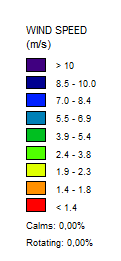 WIND SPEED
(m/s)
> 10
8.5 - 10.0
7.0 - 8.4
5.5 - 6.9
3.9 - 5.4
2.4 - 3.8
1.9 - 2.3
1.4 - 1.8
< 1.4
Calms: 0,00%
Rotating: 0,00%